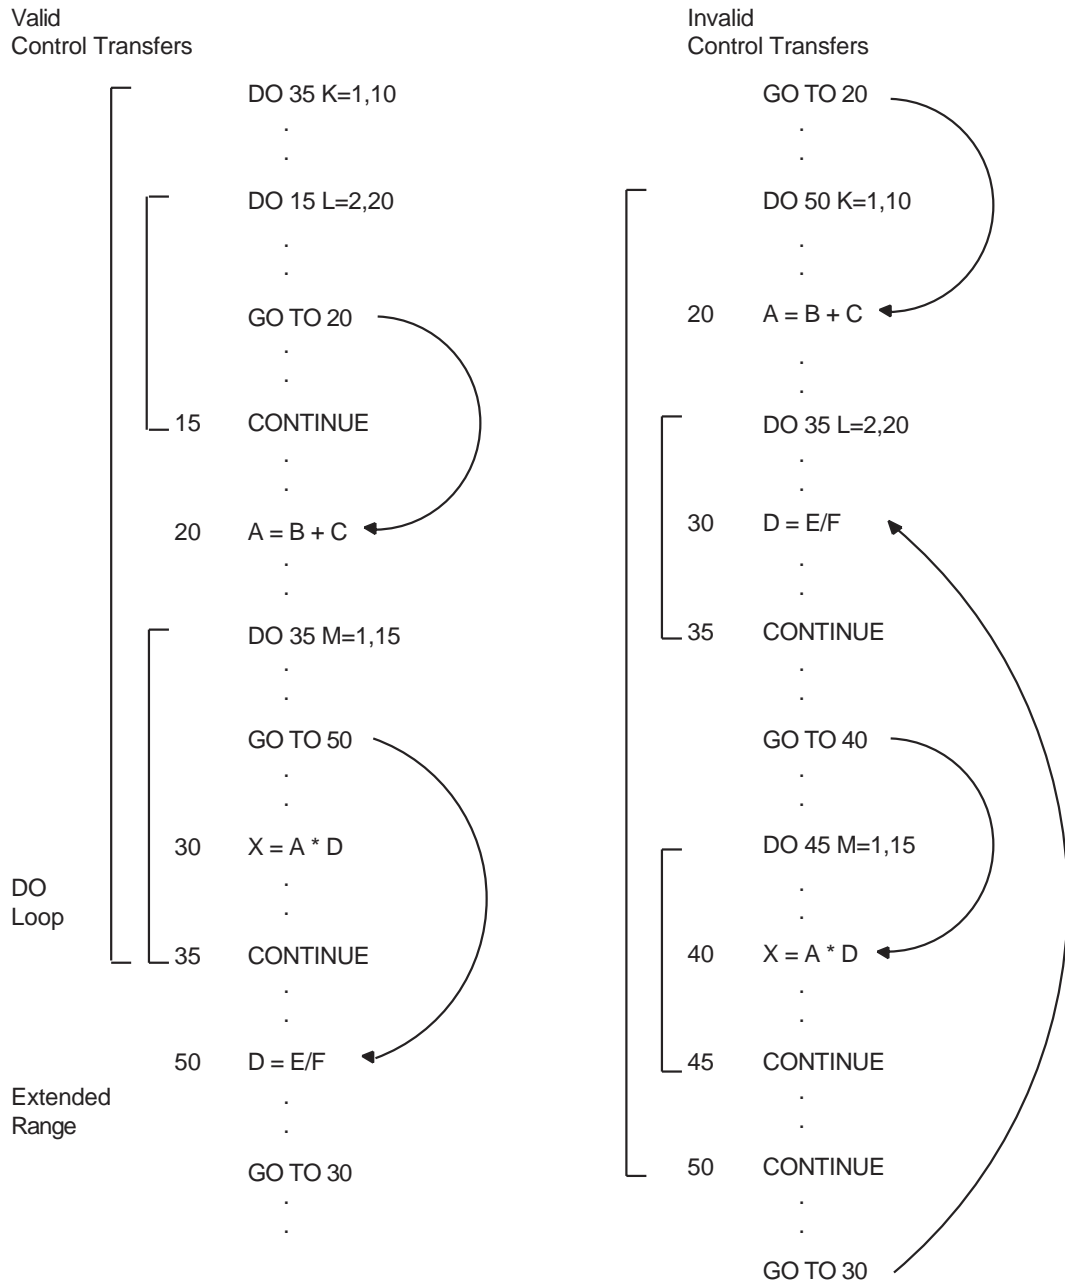 Valid
Control Transfers
DO 35 K=1,10
.
.
DO 15 L=2,20
.
.
GO TO 20
.
.
15 CONTINUE
.
.
20 A = B + C
.
.
DO 35 M=1,15
.
.
GO TO 50
.
.
30 X = A * D
.
.
DO
Loop
35 CONTINUE
.
.
50 D = E/F
Extended
Range
.
.
GO TO 30
.
.
Invalid
Control Transfers
GO TO 20
.
.
DO 50 K=1,10
.
.
20 A = B + C
.
.
DO 35 L=2,20
.
.
30 D = E/F
.
.
35 CONTINUE
.
.
GO TO 40
.
.
DO 45 M=1,15
.
.
40 X = A * D
.
.
45 CONTINUE
.
.
50 CONTINUE
.
.
GO TO 30